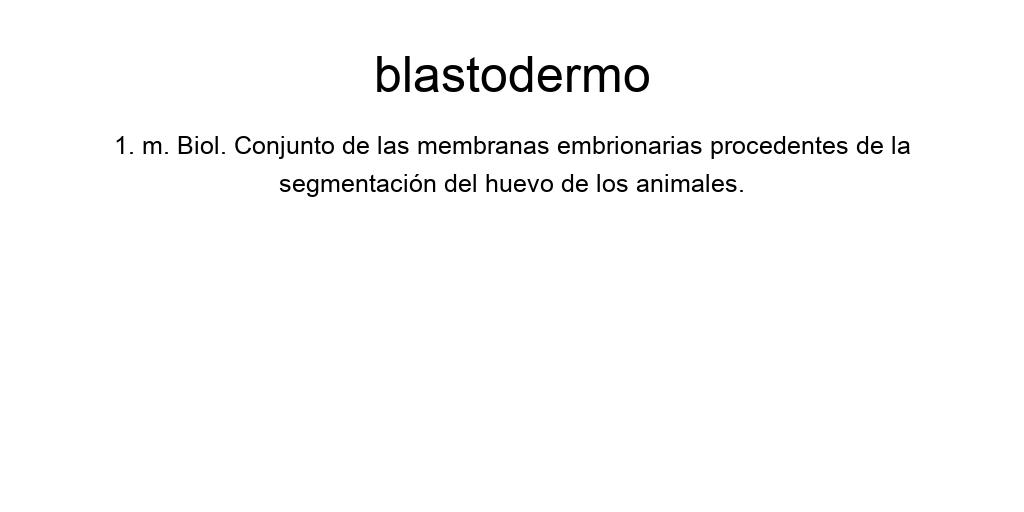 blastodermo
1. m. Biol. Conjunto de las membranas embrionarias procedentes de la
segmentación del huevo de los animales.